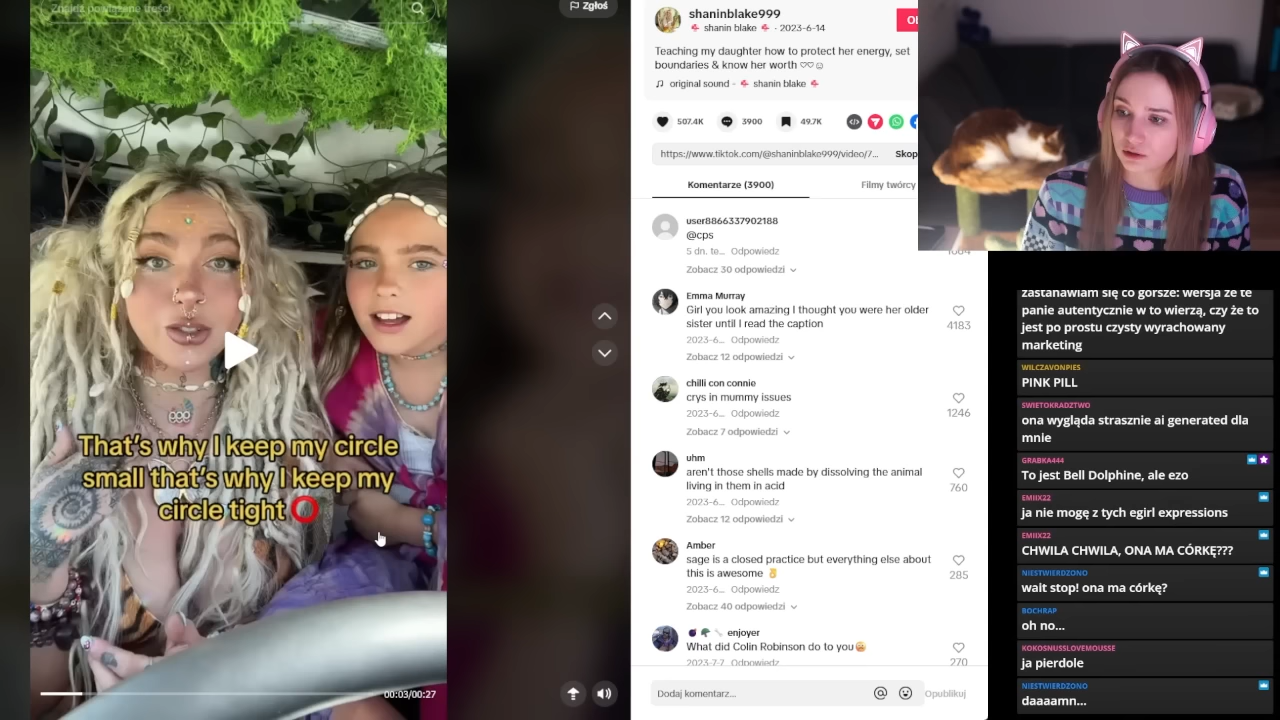 Znajdź powiązane treści
Zgłoś
That's why I keep my circle
small that's why I keep my
circle tight
00:03/00:27
shaninblake999
shanin blake · 2023-6-14
Teaching my daughter how to protect her energy, set
boundaries & know her worth ♡♡☺
original sound - shanin blake
507.4K 3900 49.7K
https://www.tiktok.com/@shaninblake999/video/7...
Komentarze (3900) Filmy twórcy
user8866337902188
@cps
5 dn. te... Odpowiedz
Zobacz 30 odpowiedzi
Emma Murray
Girl you look amazing I thought you were her older
sister until I read the caption
4183
2023-6... Odpowiedz
Zobacz 12 odpowiedzi
chilli con connie
crys in mummy issues
1246
2023-6... Odpowiedz
Zobacz 7 odpowiedzi
uhm
aren't those shells made by dissolving the animal
living in them in acid
760
2023-6... Odpowiedz
Zobacz 12 odpowiedzi
Amber
sage is a closed practice but everything else about
this is awesome ✌
285
2023-6... Odpowiedz
Zobacz 40 odpowiedzi
enjoyer
What did Colin Robinson do to you
270
2023-7-7 Odpowiedz
Dodaj komentarz...
Opublikuj
zastanawiam się co gorsze: wersja że te
panie autentycznie w to wierzą, czy że to
jest po prostu czysty wyrachowany
marketing
WILCZAVONPIES
PINK PILL
SWIETOKRADZTWO
ona wygląda strasznie ai generated dla
mnie
GRABKA444
To jest Bell Dolphine, ale ezo
EMIIX22
ja nie mogę z tych egirl expressions
EMIIX22
CHWILA CHWILA, ONA MA CÓRKĘ???
NIESTWIERDZONO
wait stop! ona ma córkę?
BOCHRAP
oh no...
KOKOSNUSSLOVEMOUSSE
ja pierdole
NIESTWIERDZONO
daaaamn...